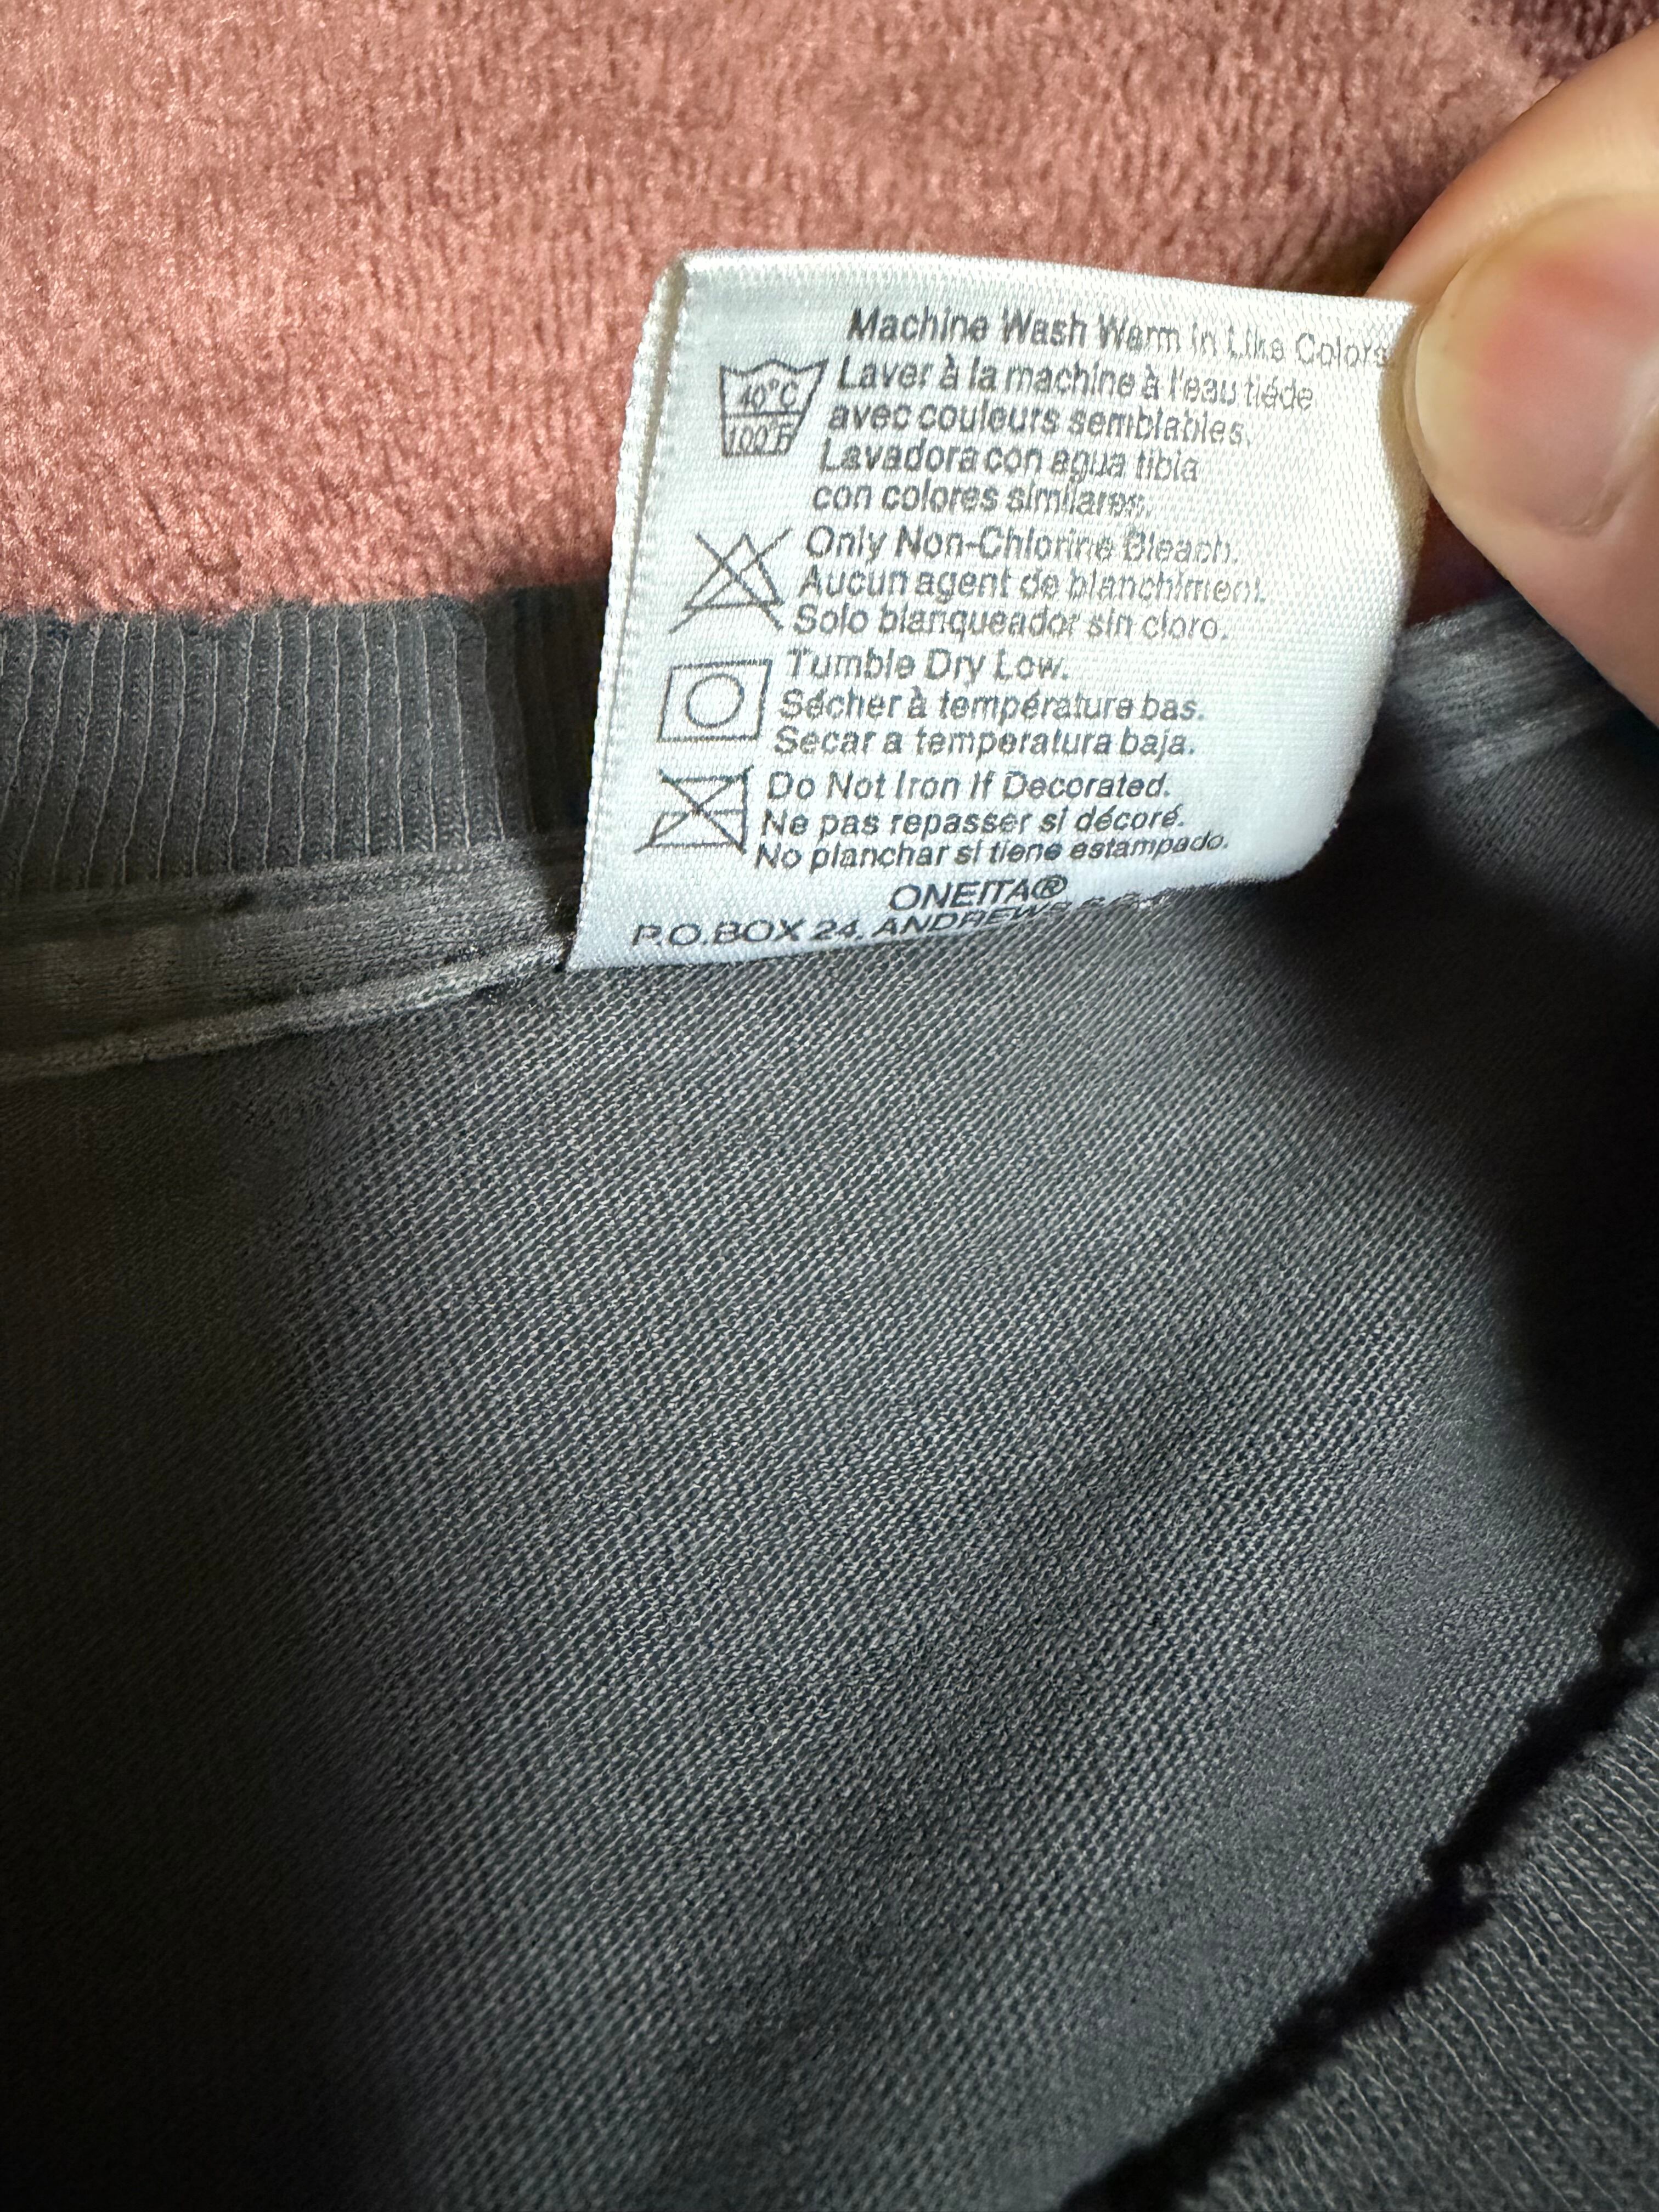 Machine Wash Warm in Like Colors
40°C
100°F
Laver à la machine à l'eau tiéde
avec couleurs semblables.
Lavadora con agua tibia
con colores similares.
Only Non-Chlorine Bleach.
Aucun agent de blanchiment.
Solo blanqueador sin cloro.
Tumble Dry Low.
Sécher à température bas.
Secar a temperatura baja.
Do Not Iron If Decorated.
Ne pas repasser si décoré.
No planchar si tiene estampado.
ONEITA®
P.O.BOX 24, ANDREWS